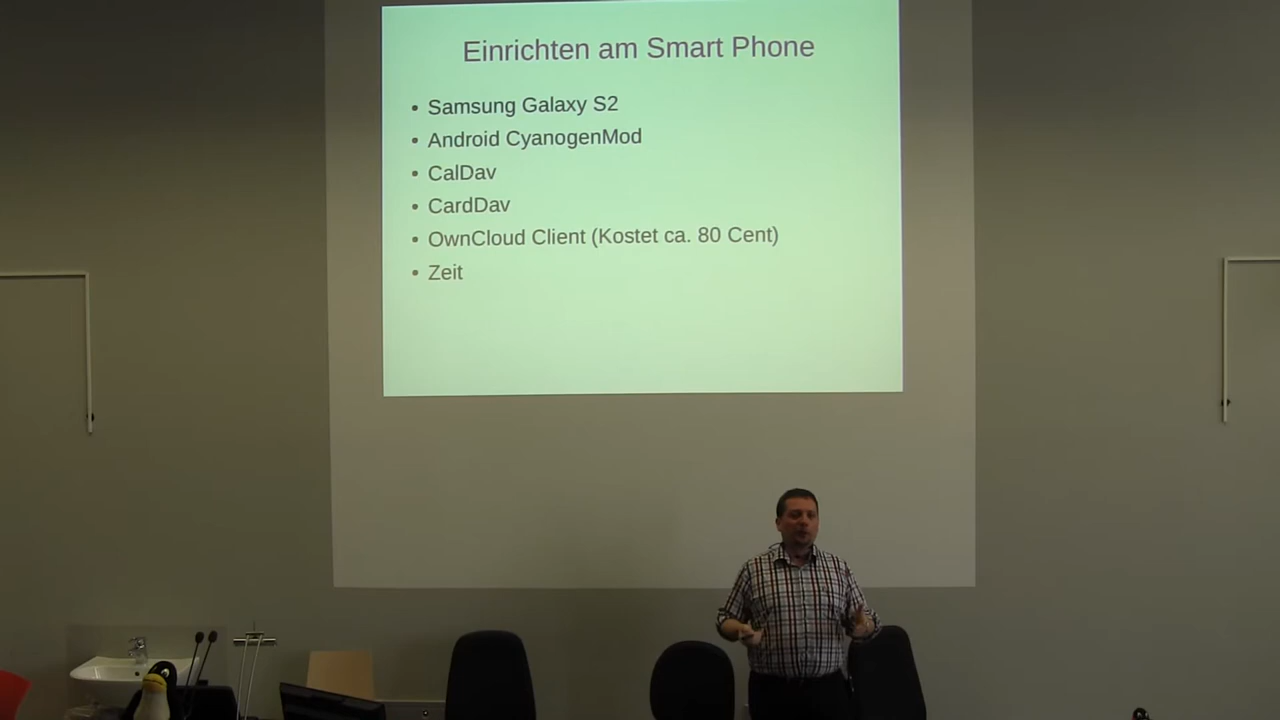 Einrichten am Smart Phone
• Samsung Galaxy S2
• Android CyanogenMod
• CalDav
• CardDav
• OwnCloud Client (Kostet ca. 80 Cent)
• Zeit